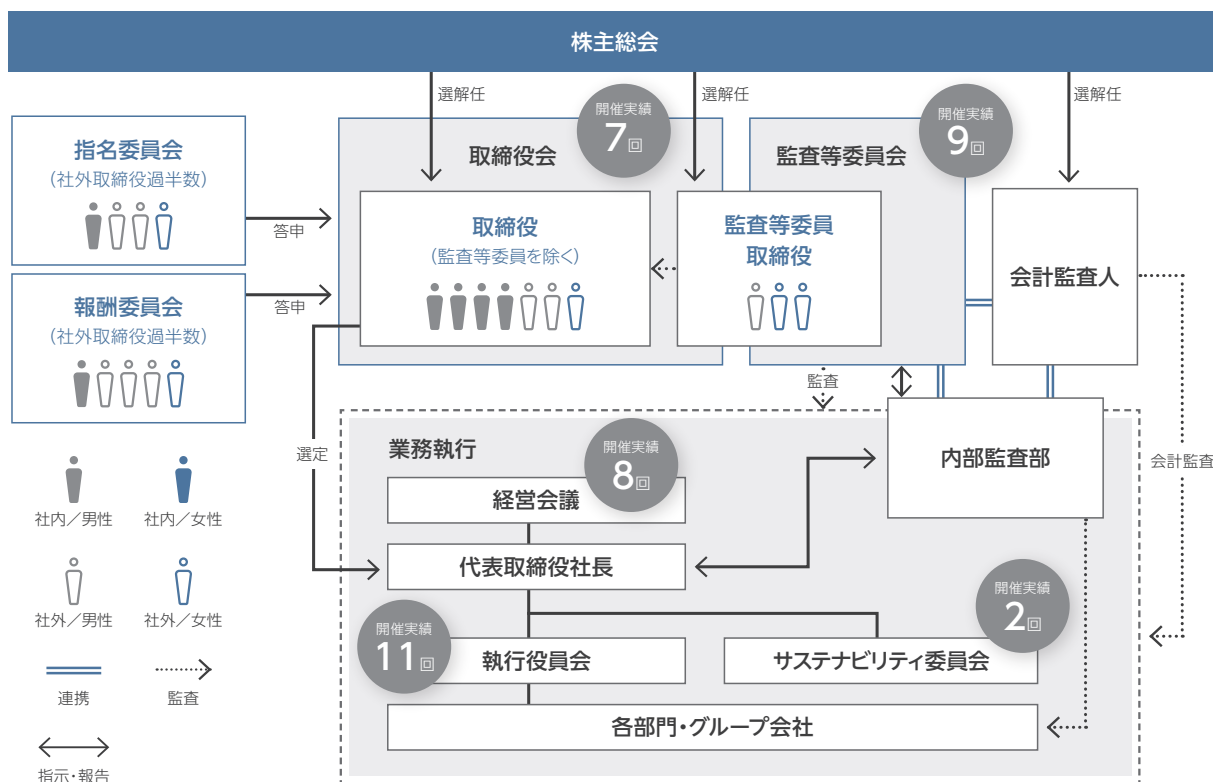 株主総会
選解任
選解任
選解任
指名委員会
(社外取締役過半数)
答申
報酬委員会
(社外取締役過半数)
答申
取締役会
開催実績
7回
監査等委員会
開催実績
9回
取締役
(監査等委員を除く)
監査等委員
取締役
会計監査人
監査
選定
会計監査
業務執行
開催実績
8回
経営会議
内部監査部
代表取締役社長
開催実績
11回
執行役員会
開催実績
2回
サステナビリティ委員会
各部門・グループ会社
社内/男性
社内/女性
社外/男性
社外/女性
連携
監査
指示・報告